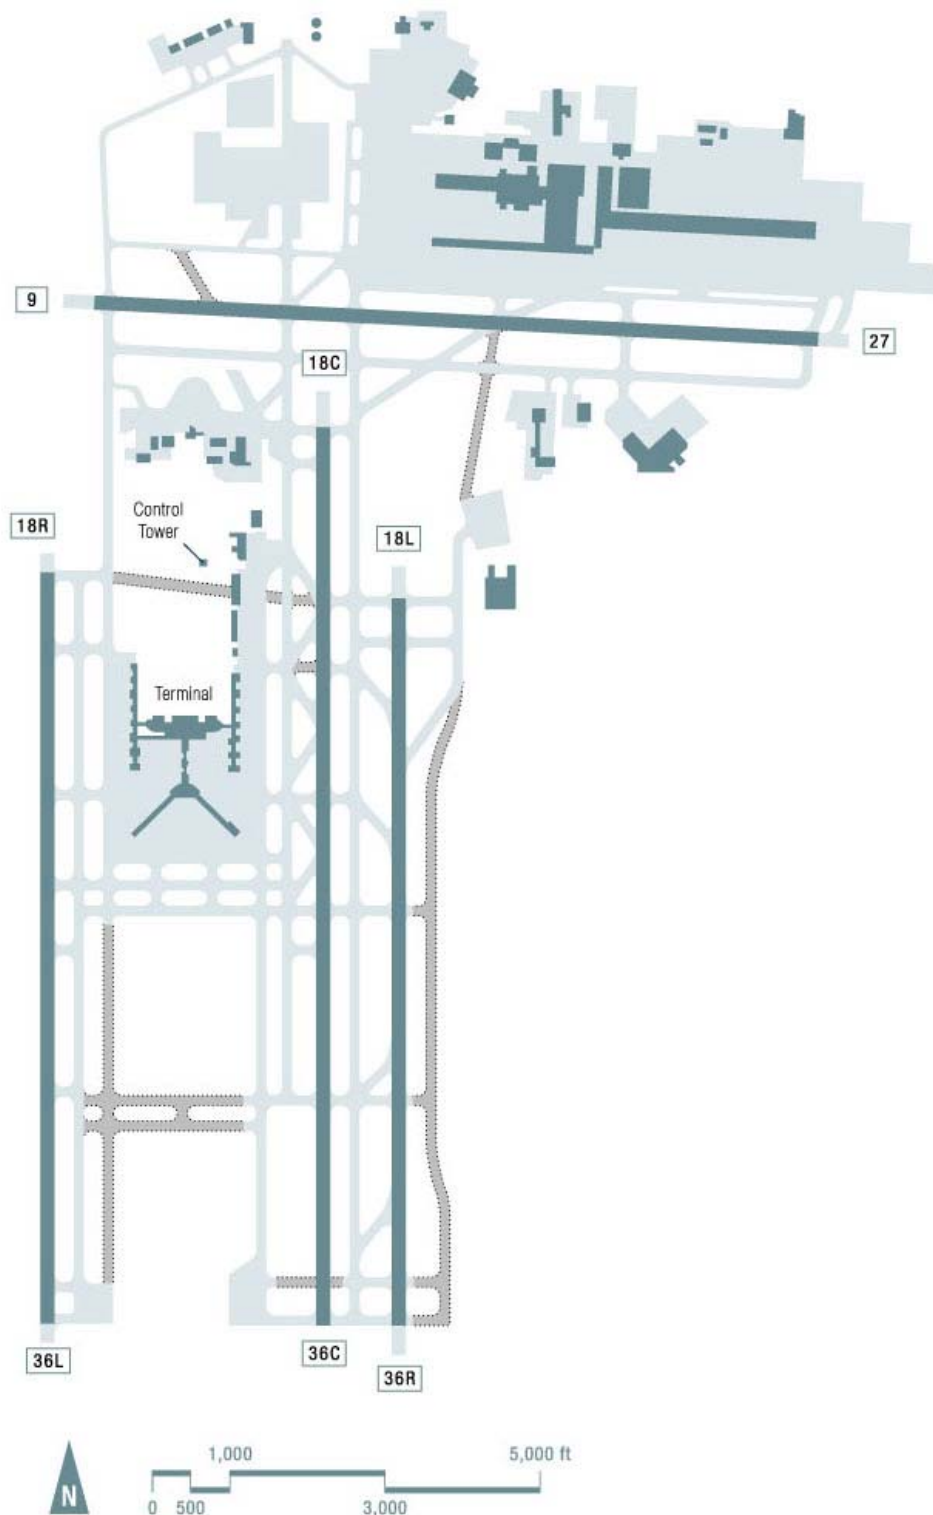 9
27
18C
Control
Tower
18R
18L
Terminal
36L
36C
36R
N
1,000
5,000 ft
0
500
3,000